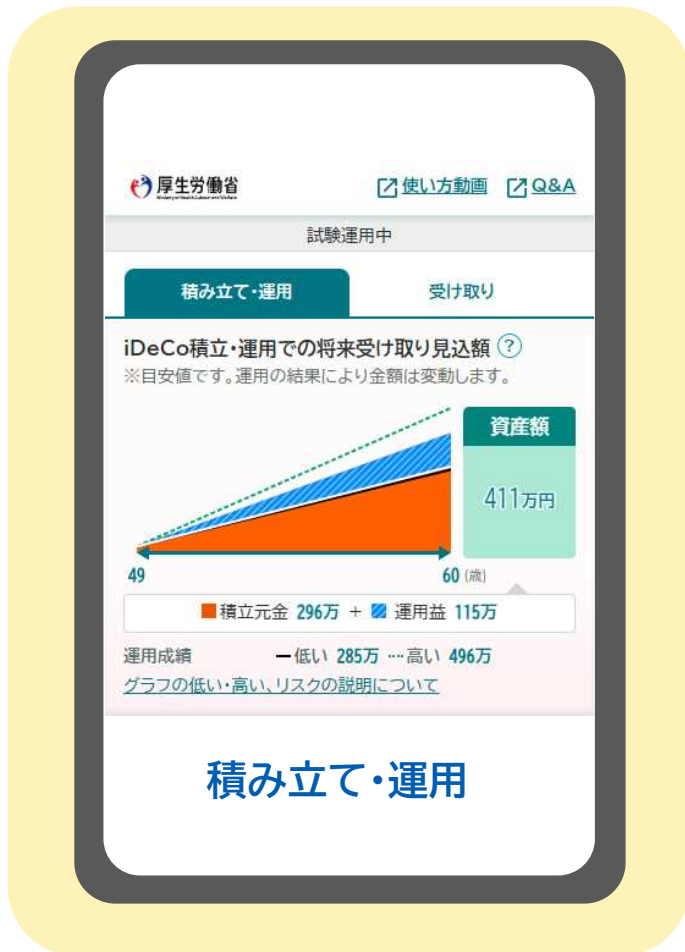 厚生労働省
Ministry of Health, Labour and Welfare
使い方動画 Q&A
試験運用中
積み立て・運用 受け取り
iDeCo積立・運用での将来受け取り見込額 ?
※目安値です。運用の結果により金額は変動します。
資産額
411万円
49 60 (歳)
積立元金 296万 + 運用益 115万
運用成績 低い 285万 高い 496万
グラフの低い・高い、リスクの説明について
積み立て・運用